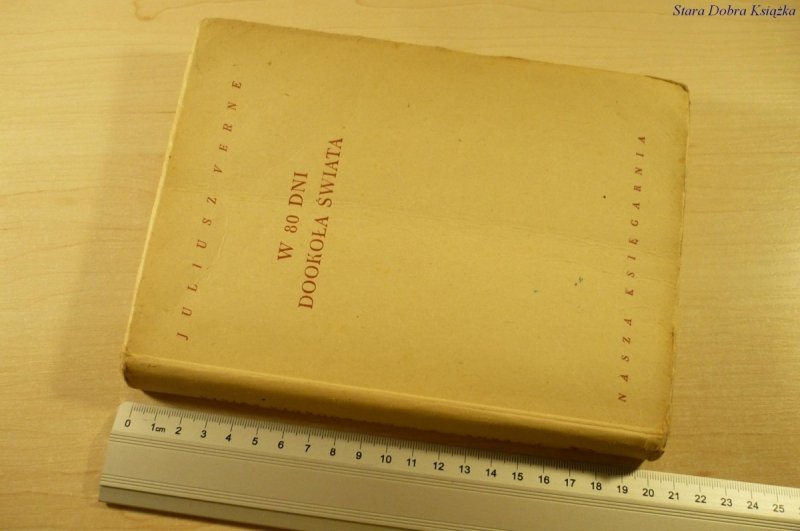 Stara Dobra Książka
JULIUSZ VERNE
W 80 DNI
DOOKOŁA ŚWIATA
NASZA KSIĘGARNIA
0 1cm 2 3 4 5 6 7 8 9 10 11 12 13 14 15 16 17 18 19 20 21 22 23 24 25